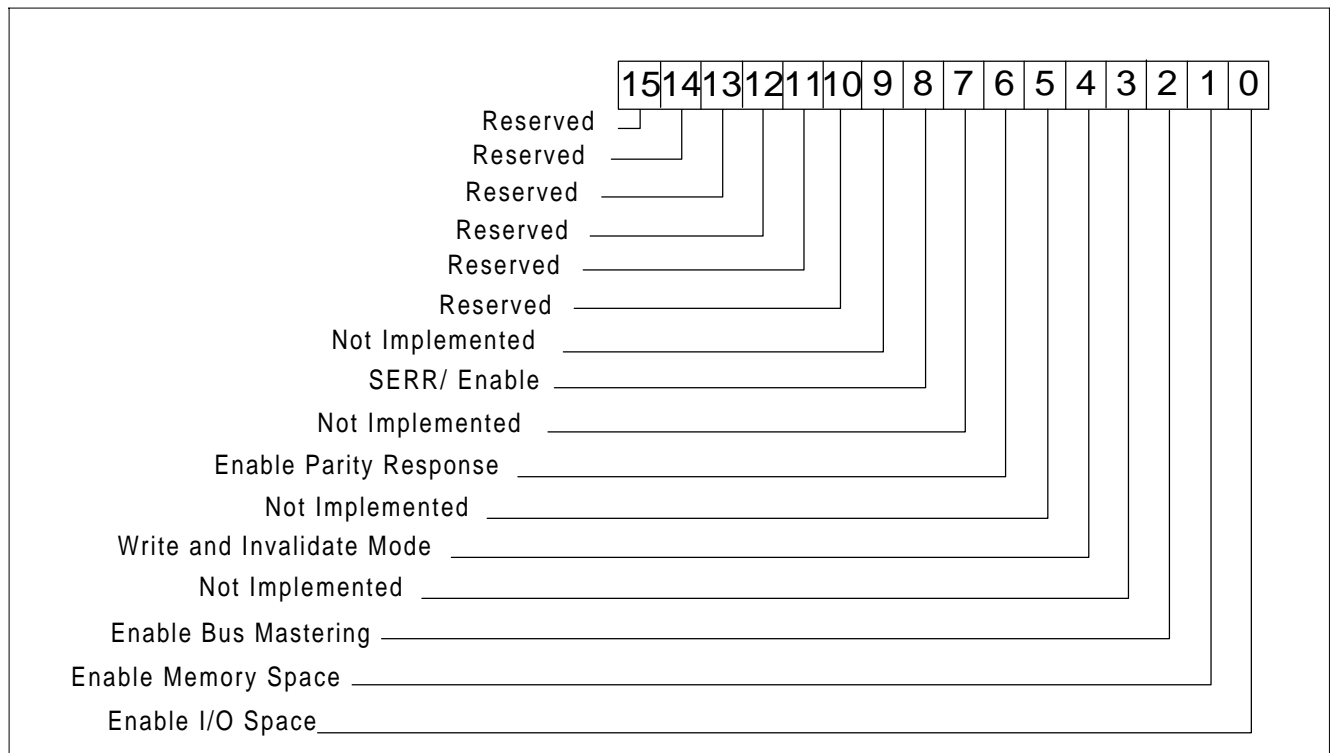 15 14 13 12 11 10 9 8 7 6 5 4 3 2 1 0
Reserved
Reserved
Reserved
Reserved
Reserved
Reserved
Not Implemented
SERR/ Enable
Not Implemented
Enable Parity Response
Not Implemented
Write and Invalidate Mode
Not Implemented
Enable Bus Mastering
Enable Memory Space
Enable I/O Space